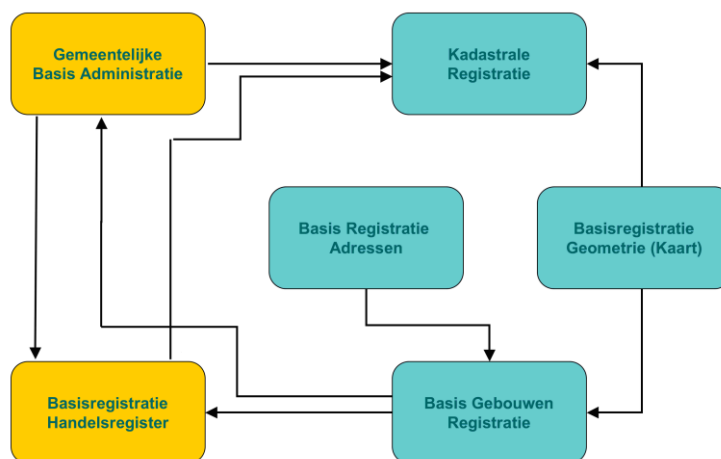 Gemeentelijke
Basis Administratie
Kadastrale
Registratie
Basis Registratie
Adressen
Basisregistratie
Geometrie (Kaart)
Basisregistratie
Handelsregister
Basis Gebouwen
Registratie